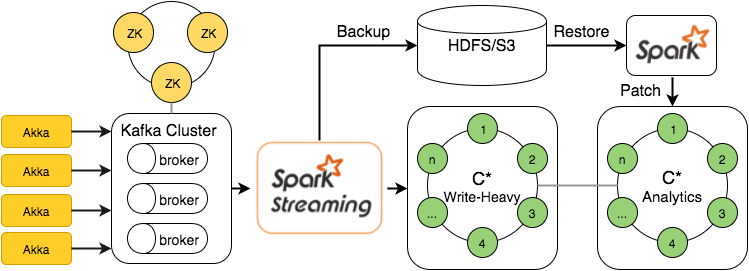 ZK
ZK
ZK
Akka
Akka
Akka
Akka
Kafka Cluster
broker
broker
broker
Spark
Streaming
Backup
HDFS/S3
Restore
Spark
Patch
1
2
3
4
...
n
C*
Write-Heavy
1
2
3
4
...
n
C*
Analytics